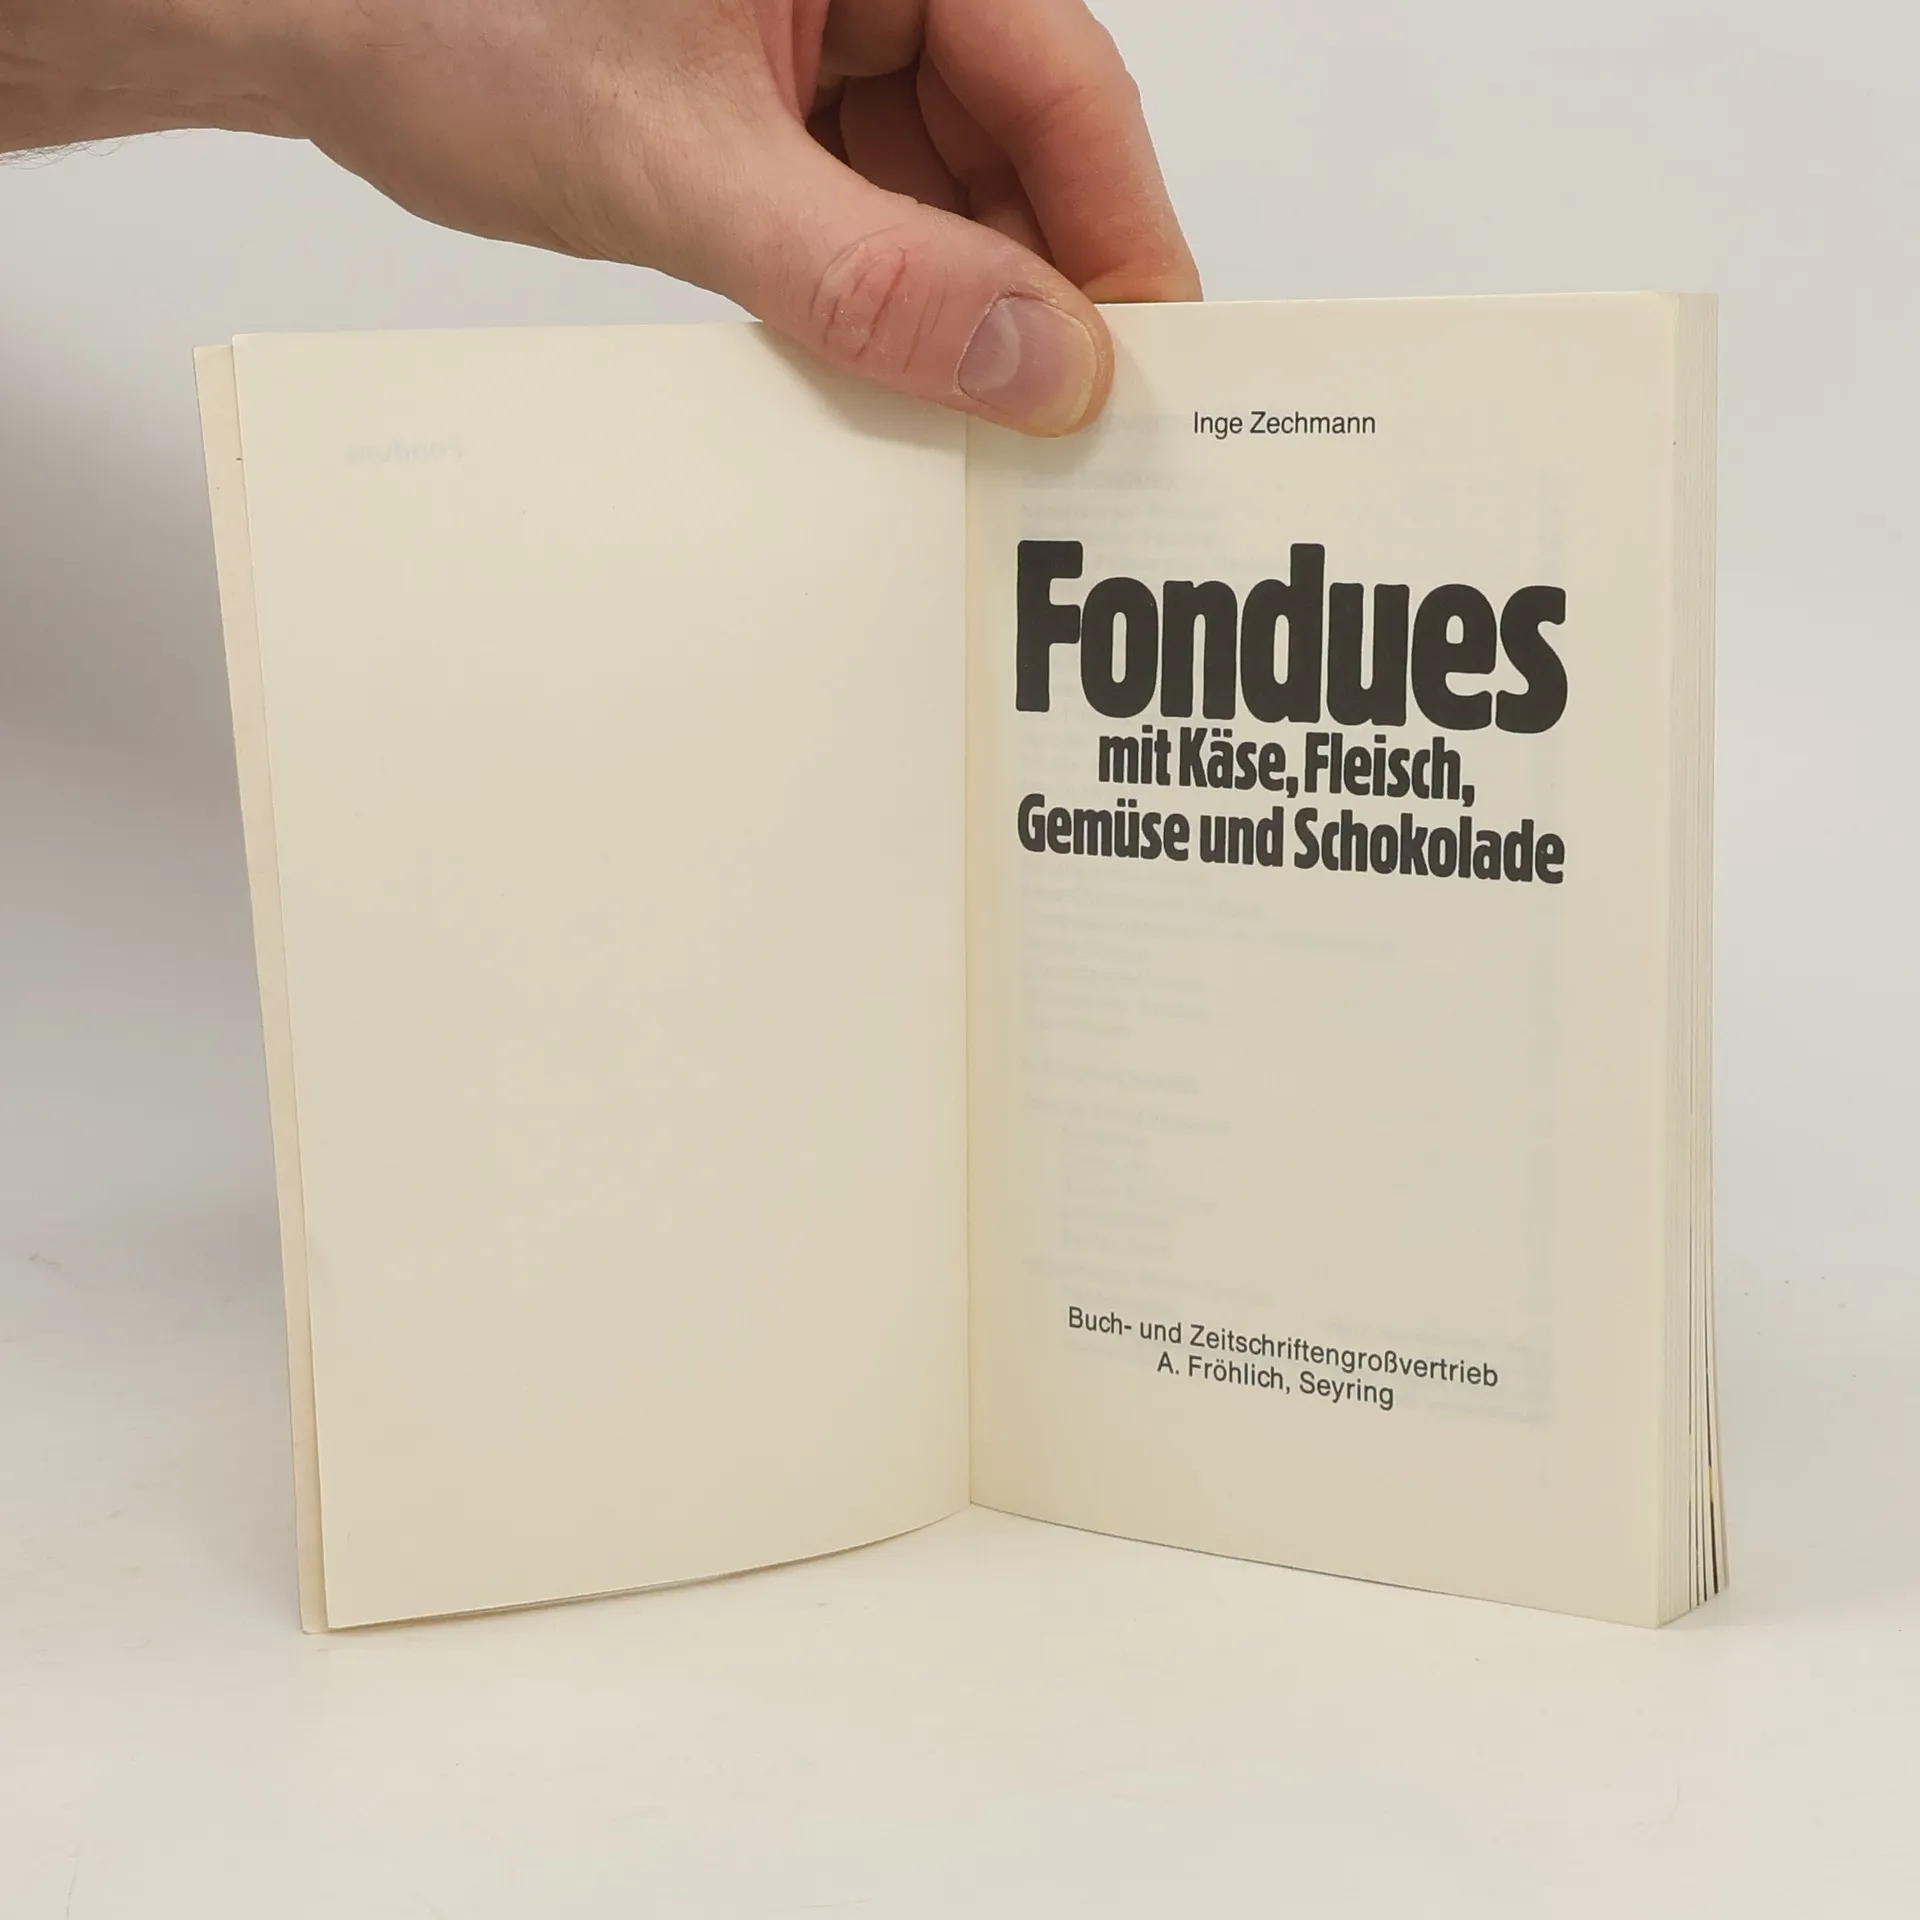 Inge Zechmann
Fondues
mit Käse, Fleisch,
Gemüse und Schokolade
Buch- und Zeitschriftengroßvertrieb
A. Fröhlich, Seyring